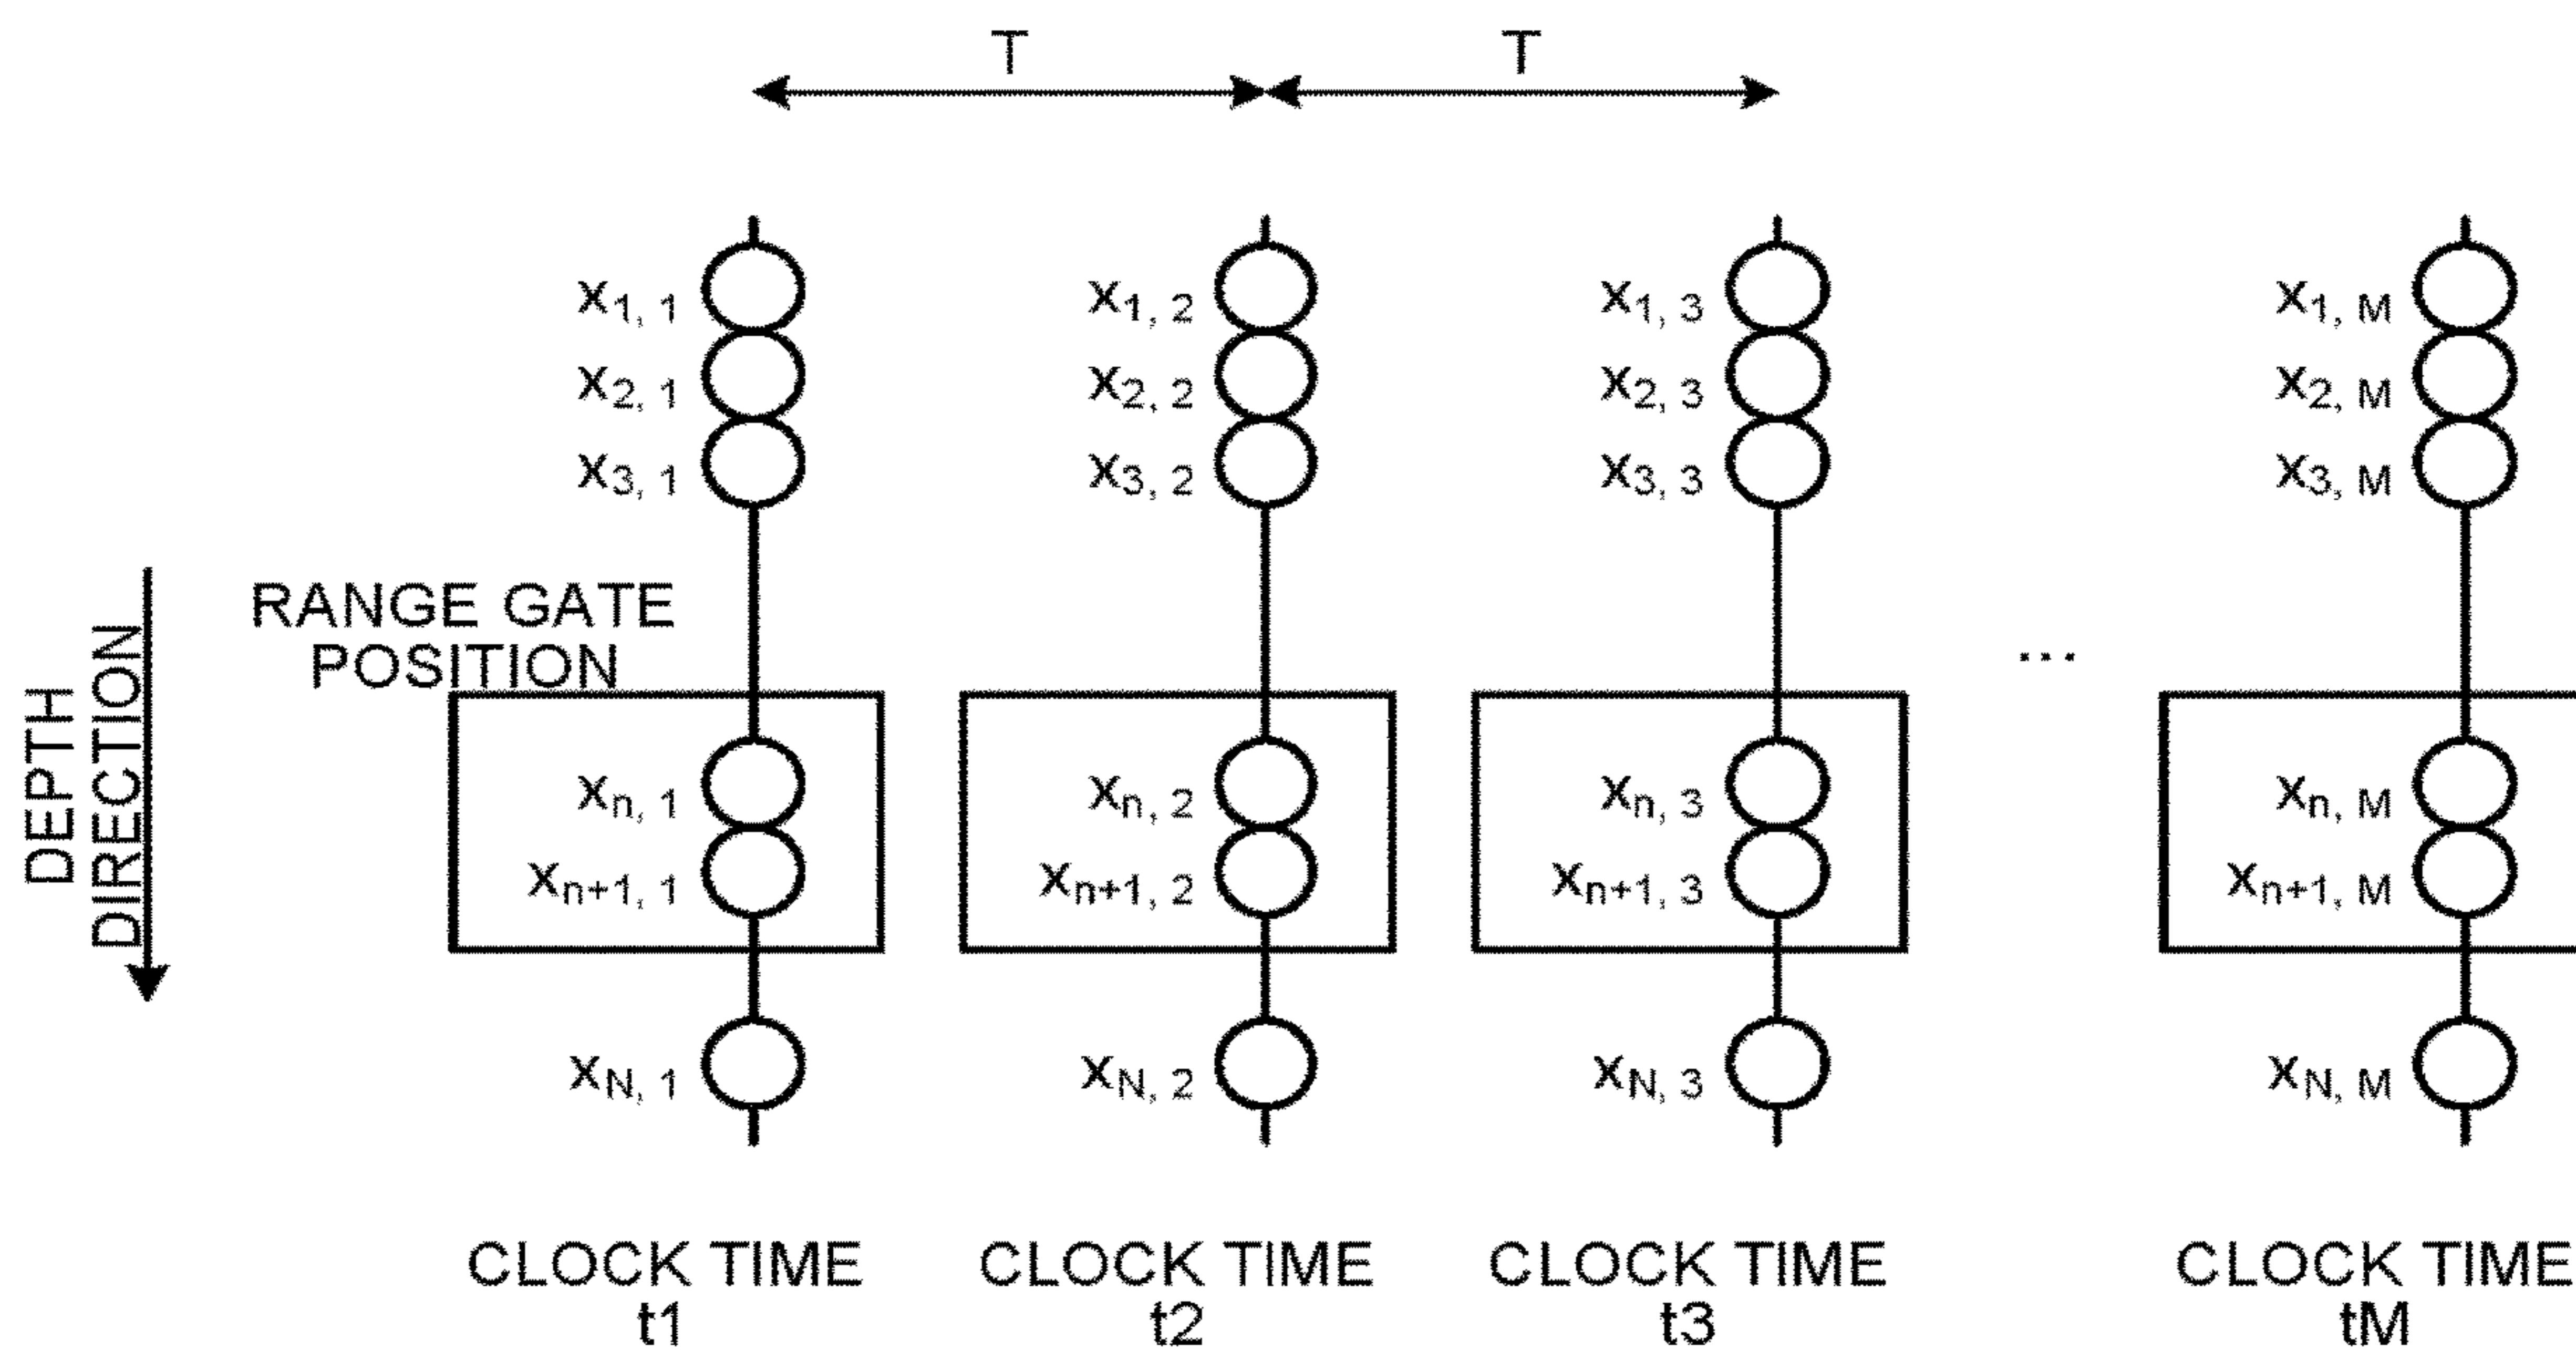 T T
x1, 1 x1, 2 x1, 3 x1, M
x2, 1 x2, 2 x2, 3 x2, M
x3, 1 x3, 2 x3, 3 x3, M
RANGE GATE
POSITION
DEPTH
DIRECTION
...
xn, 1 xn, 2 xn, 3 xn, M
xn+1, 1 xn+1, 2 xn+1, 3 xn+1, M
xN, 1 xN, 2 xN, 3 xN, M
CLOCK TIME CLOCK TIME CLOCK TIME CLOCK TIME
t1 t2 t3 tM